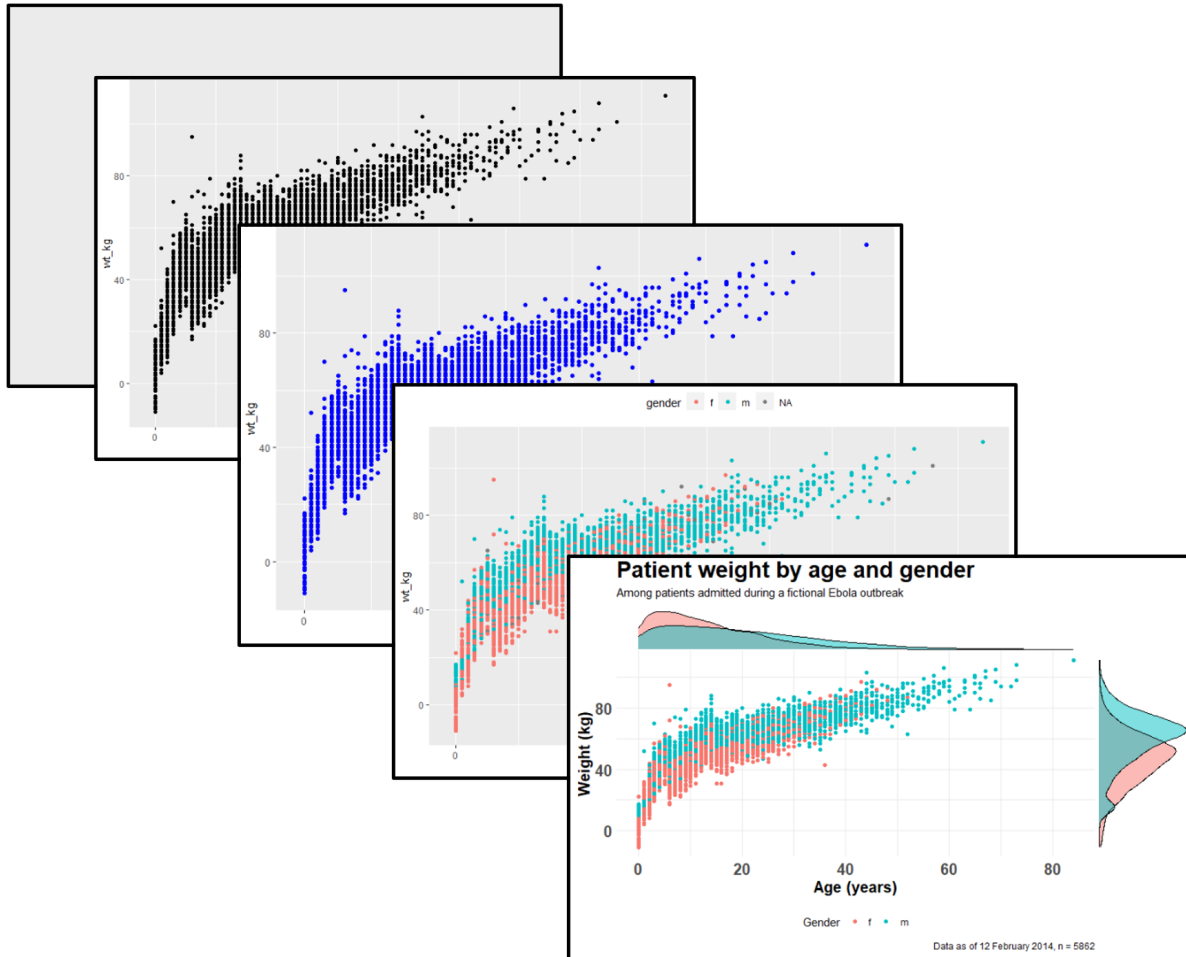 80
40
0
wt_kg
0
80
40
0
wt_kg
0
gender f m NA
80
40
0
wt_kg
0
Patient weight by age and gender
Among patients admitted during a fictional Ebola outbreak
80
40
0
Weight (kg)
0 20 40 60 80
Age (years)
Gender f m
Data as of 12 February 2014, n = 5862